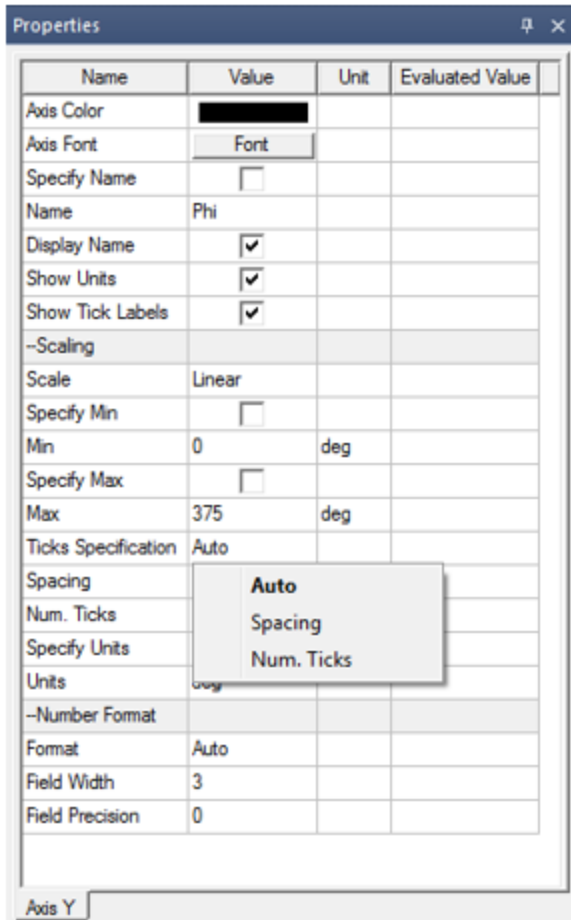 Properties
Name Value Unit Evaluated Value
Axis Color
Axis Font Font
Specify Name
Name Phi
Display Name
Show Units
Show Tick Labels
--Scaling
Scale Linear
Specify Min
Min 0 deg
Specify Max
Max 375 deg
Ticks Specification Auto
Spacing Auto
Num. Ticks Spacing
Specify Units Num. Ticks
Units deg
--Number Format
Format Auto
Field Width 3
Field Precision 0
Axis Y